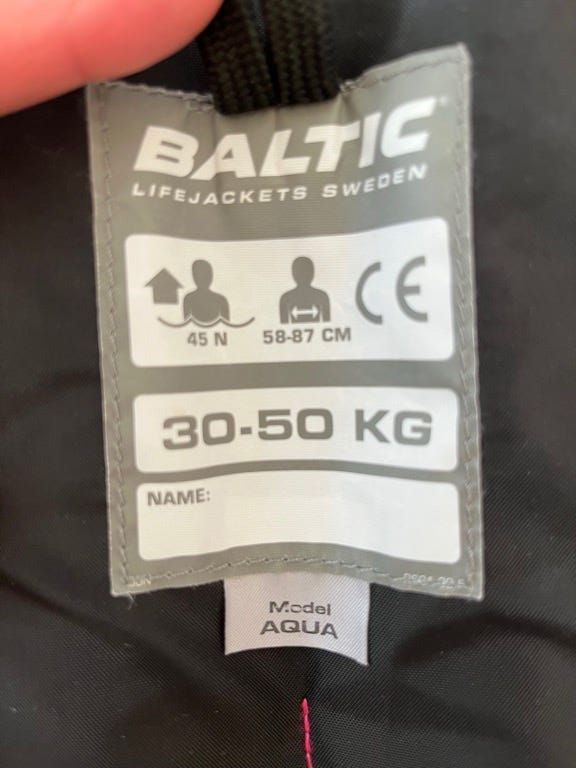 BALTIC
LIFEJACKETS SWEDEN
45 N
58-87 CM
CE
30-50 KG
NAME:
Model
AQUA